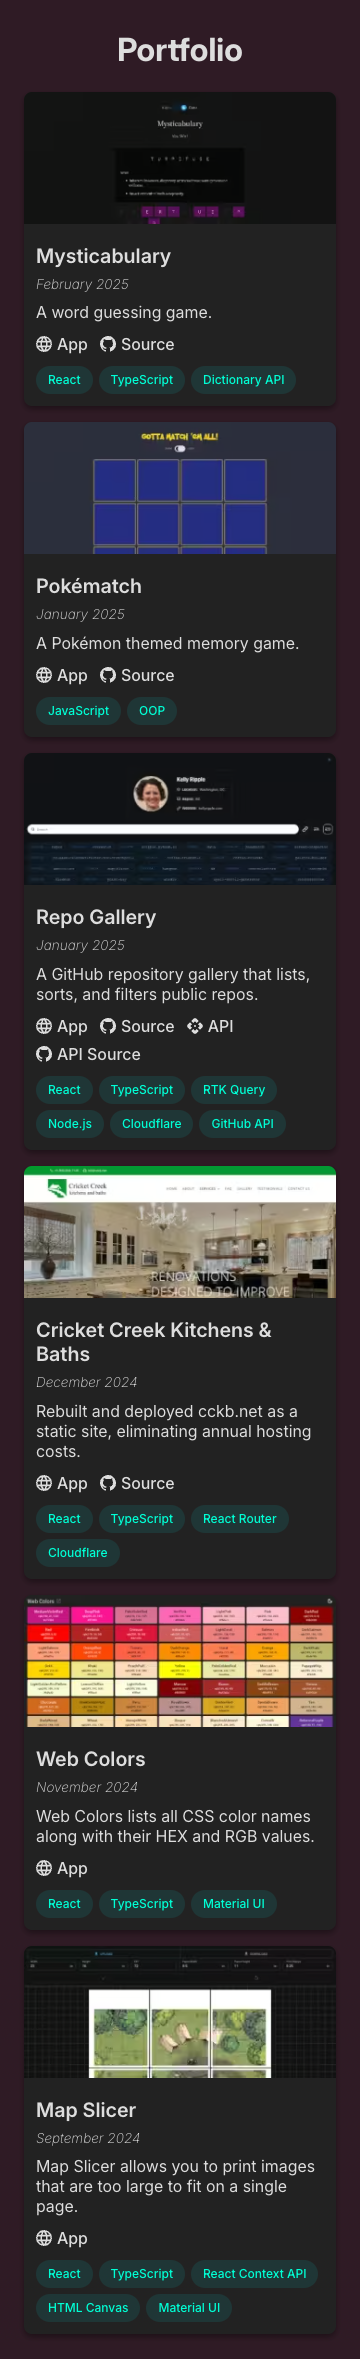 Portfolio
Mysticabulary
Mysticabulary
February 2025
A word guessing game.
App Source
React TypeScript Dictionary API
GOTTA MATCH 'EM ALL!
Pokématch
January 2025
A Pokémon themed memory game.
App Source
JavaScript OOP
Kelly Ripple
Repo Gallery
January 2025
A GitHub repository gallery that lists,
sorts, and filters public repos.
App Source API
API Source
React TypeScript RTK Query
Node.js Cloudflare GitHub API
Cricket Creek
Kitchens and baths
RENOVATIONS
DESIGNED TO IMPROVE
Cricket Creek Kitchens &
Baths
December 2024
Rebuilt and deployed cckb.net as a
static site, eliminating annual hosting
costs.
App Source
React TypeScript React Router
Cloudflare
Web Colors
Web Colors
November 2024
Web Colors lists all CSS color names
along with their HEX and RGB values.
App
React TypeScript Material UI
Map Slicer
September 2024
Map Slicer allows you to print images
that are too large to fit on a single
page.
App
React TypeScript React Context API
HTML Canvas Material UI